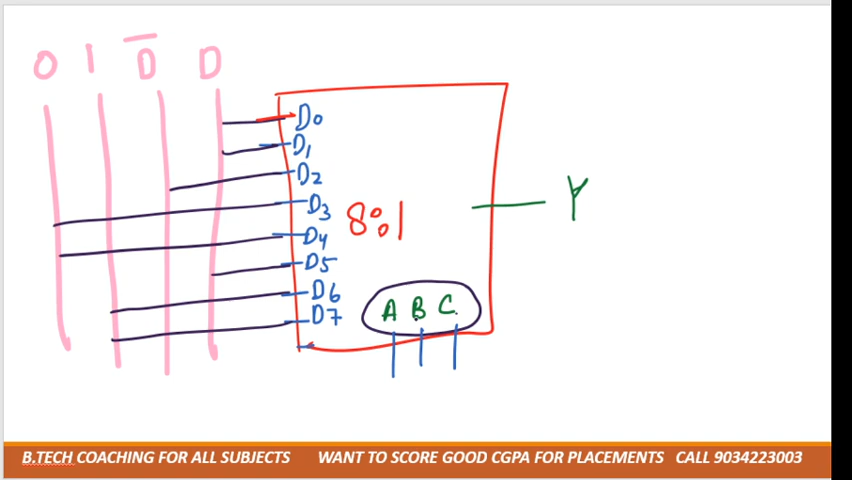 0 1 D̅ D
D0
D1
D2
D3
D4
D5
D6
D7
8:1
Y
A B C
B.TECH COACHING FOR ALL SUBJECTS WANT TO SCORE GOOD CGPA FOR PLACEMENTS CALL 9034223003